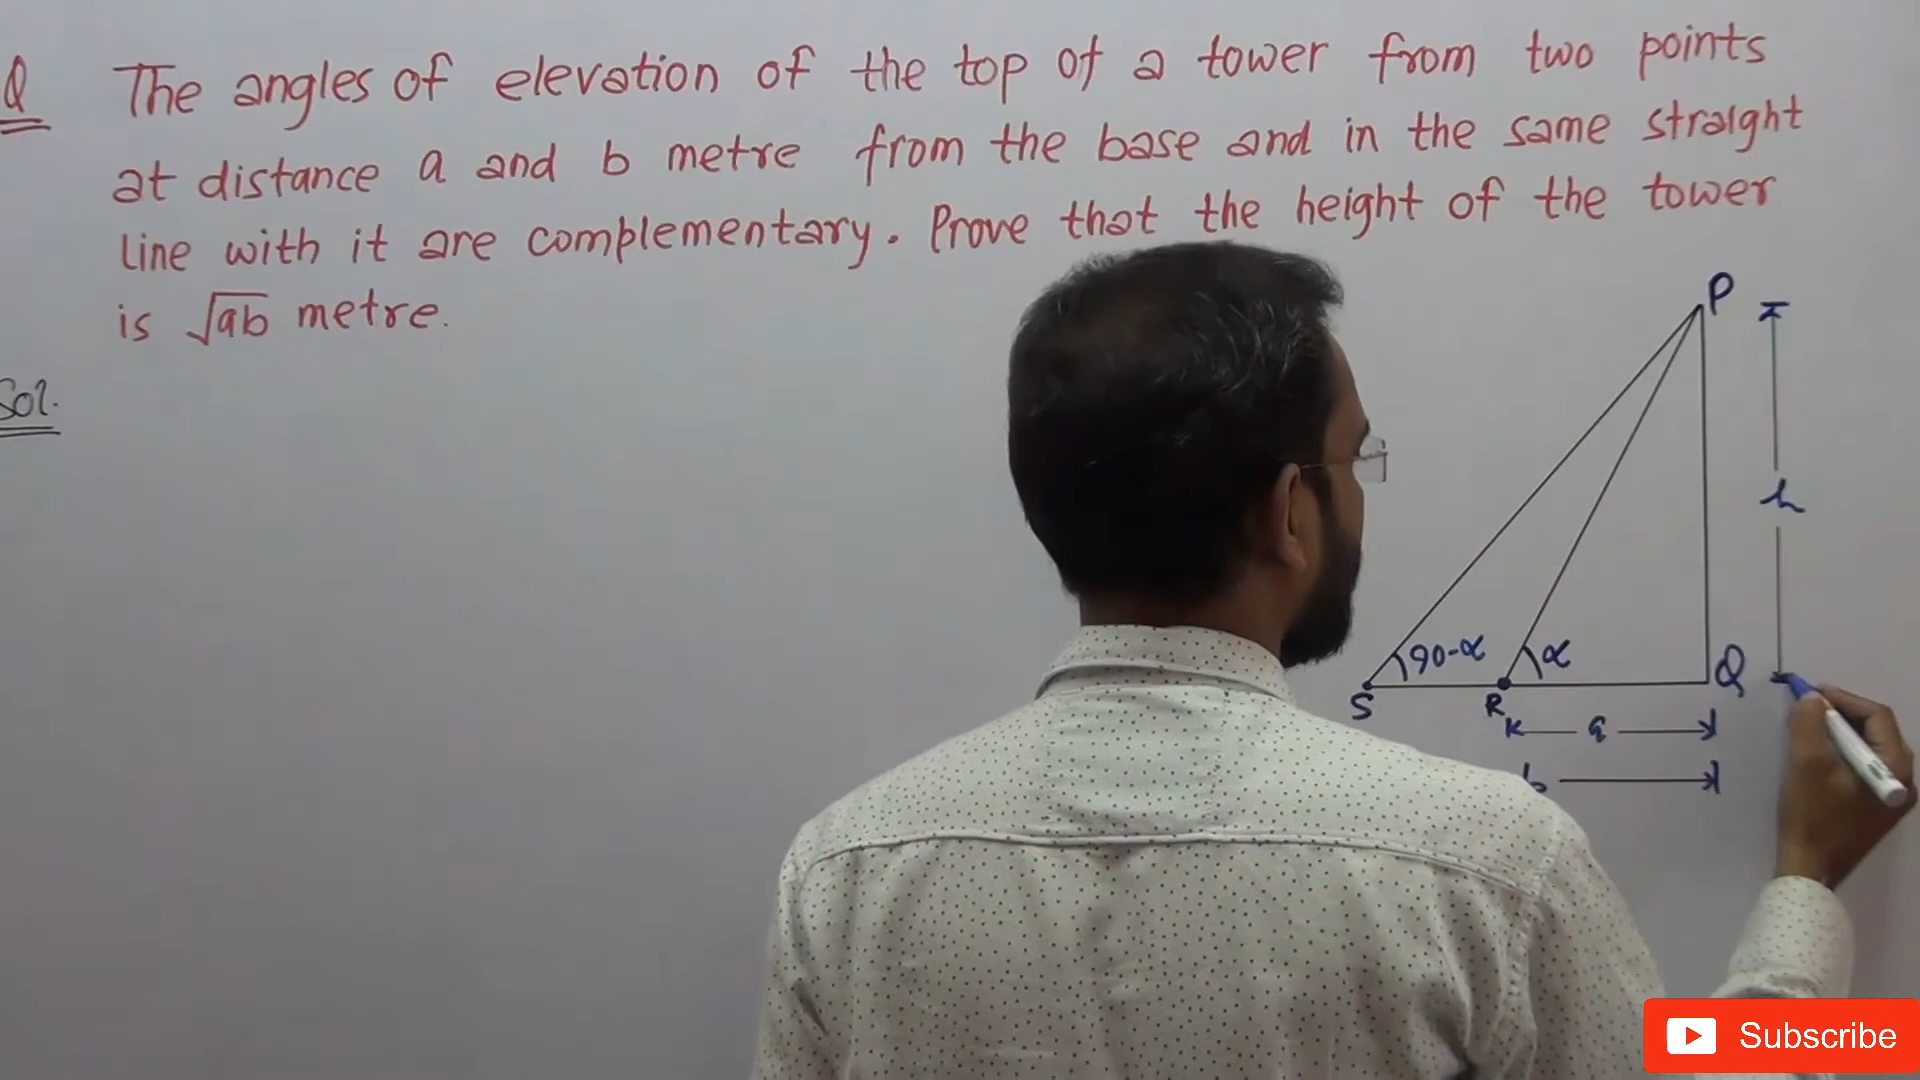 Q The angles of elevation of the top of a tower from two points
at distance a and b metre from the base and in the same straight
line with it are complementary. Prove that the height of the tower
is √ab metre.
Sol.
P
h
90-α α
S R Q
a
b
Subscribe